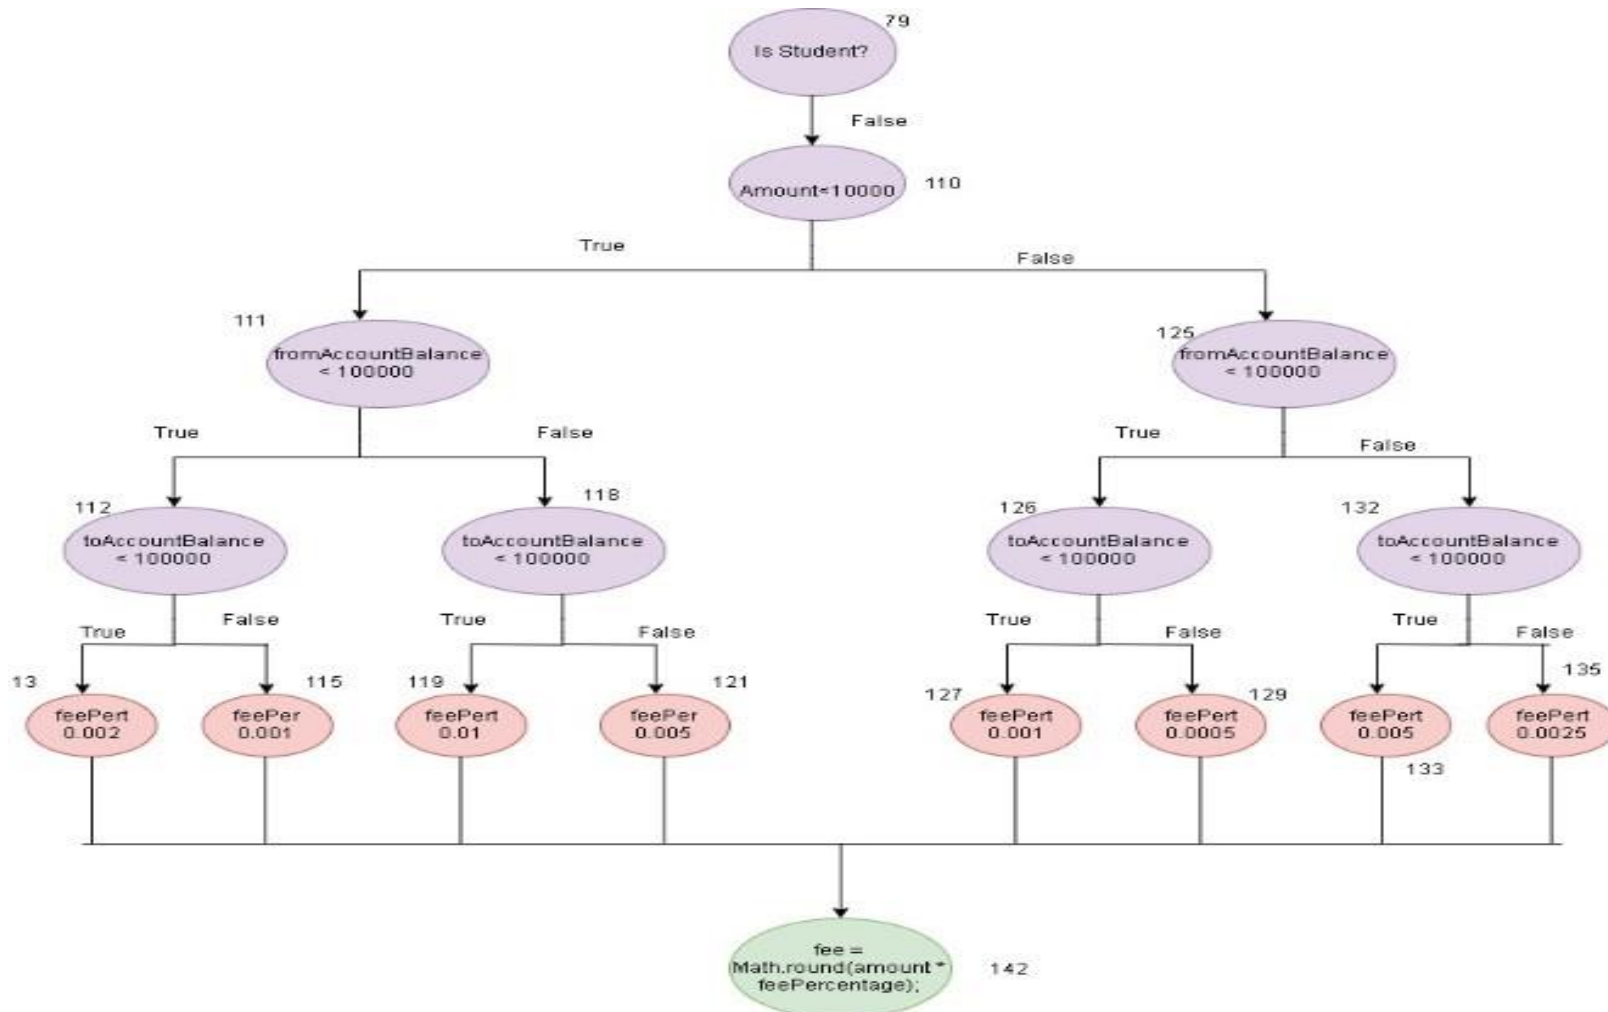 79
Is Student?
False
Amount<10000
110
True
False
111
fromAccountBalance
< 100000
125
fromAccountBalance
< 100000
True
False
True
False
112
toAccountBalance
< 100000
118
toAccountBalance
< 100000
126
toAccountBalance
< 100000
132
toAccountBalance
< 100000
True
False
True
False
True
False
True
False
13
feePert
0.002
115
feePer
0.001
119
feePert
0.01
121
feePer
0.005
127
feePert
0.001
129
feePert
0.0005
feePert
0.005
133
135
feePert
0.0025
fee =
Math.round(amount *
feePercentage);
142